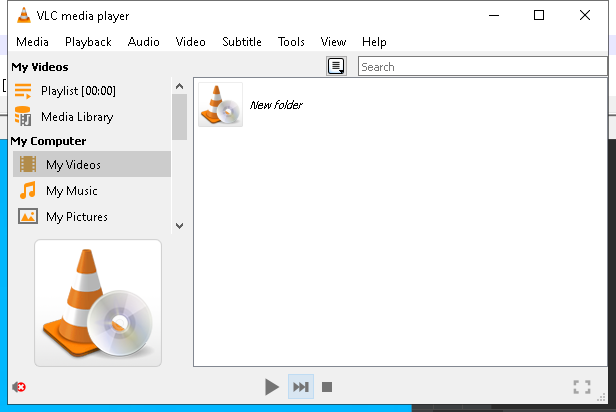 VLC media player
Media Playback Audio Video Subtitle Tools View Help
My Videos
Search
Playlist [00:00]
Media Library
My Computer
My Videos
My Music
My Pictures
New folder